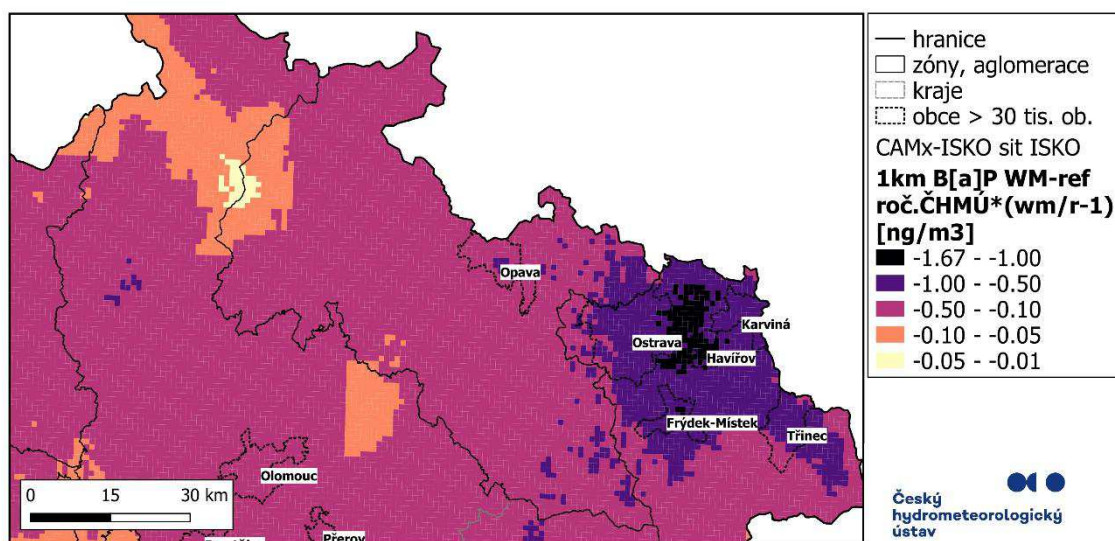 Opava
Karviná
Ostrava
Havířov
Frýdek-Místek
Třinec
Olomouc
Přerov
0 15 30 km
hranice
zóny, aglomerace
kraje
obce > 30 tis. ob.
CAMx-ISKO sit ISKO
1km B[a]P WM-ref
roč.ČHMÚ*(wm/r-1)
[ng/m3]
-1.67 - -1.00
-1.00 - -0.50
-0.50 - -0.10
-0.10 - -0.05
-0.05 - -0.01
Český
hydrometeorologický
ústav